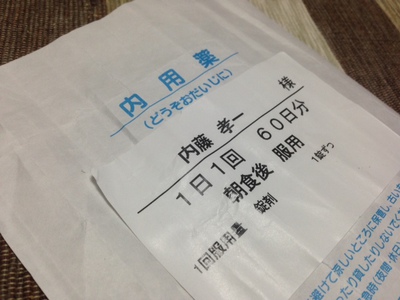 内用薬
(どうぞおだいじに)
内藤 孝一 様
1日1回 60日分
朝食後 服用
1回服用量 錠剤 1錠ずつ